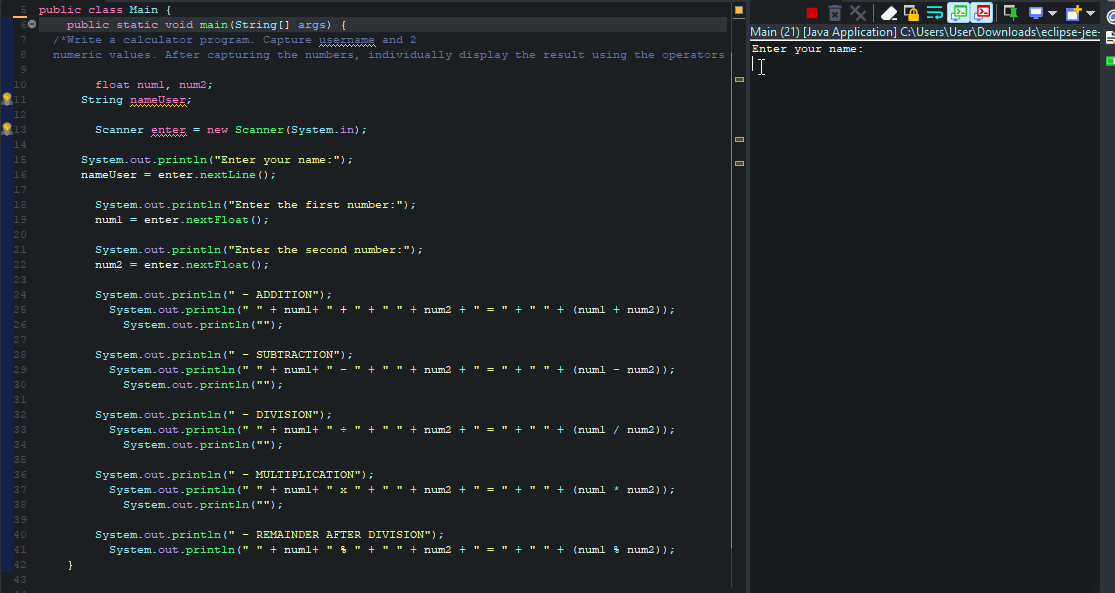 5 public class Main {
6 public static void main(String[] args) {
7 /*Write a calculator program. Capture username and 2
8 numeric values. After capturing the numbers, individually display the result using the operators
9
10 float num1, num2;
11 String nameUser;
12
13 Scanner enter = new Scanner(System.in);
14
15 System.out.println("Enter your name:");
16 nameUser = enter.nextLine();
17
18 System.out.println("Enter the first number:");
19 num1 = enter.nextFloat();
20
21 System.out.println("Enter the second number:");
22 num2 = enter.nextFloat();
23
24 System.out.println(" - ADDITION");
25 System.out.println(" " + num1+ " + " + " " + num2 + " = " + " " + (num1 + num2));
26 System.out.println("");
27
28 System.out.println(" - SUBTRACTION");
29 System.out.println(" " + num1+ " - " + " " + num2 + " = " + " " + (num1 - num2));
30 System.out.println("");
31
32 System.out.println(" - DIVISION");
33 System.out.println(" " + num1+ " ÷ " + " " + num2 + " = " + " " + (num1 / num2));
34 System.out.println("");
35
36 System.out.println(" - MULTIPLICATION");
37 System.out.println(" " + num1+ " x " + " " + num2 + " = " + " " + (num1 * num2));
38 System.out.println("");
39
40 System.out.println(" - REMAINDER AFTER DIVISION");
41 System.out.println(" " + num1+ " % " + " " + num2 + " = " + " " + (num1 % num2));
42 }
43
Main (21) [Java Application] C:\Users\User\Downloads\eclipse-jee-
Enter your name: